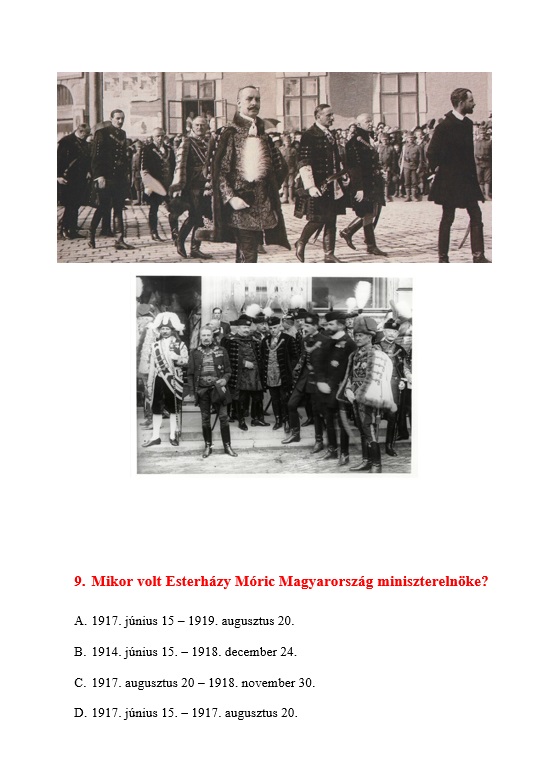 9. Mikor volt Esterházy Móric Magyarország miniszterelnöke?
A. 1917. június 15 – 1919. augusztus 20.
B. 1914. június 15. – 1918. december 24.
C. 1917. augusztus 20 – 1918. november 30.
D. 1917. június 15. – 1917. augusztus 20.